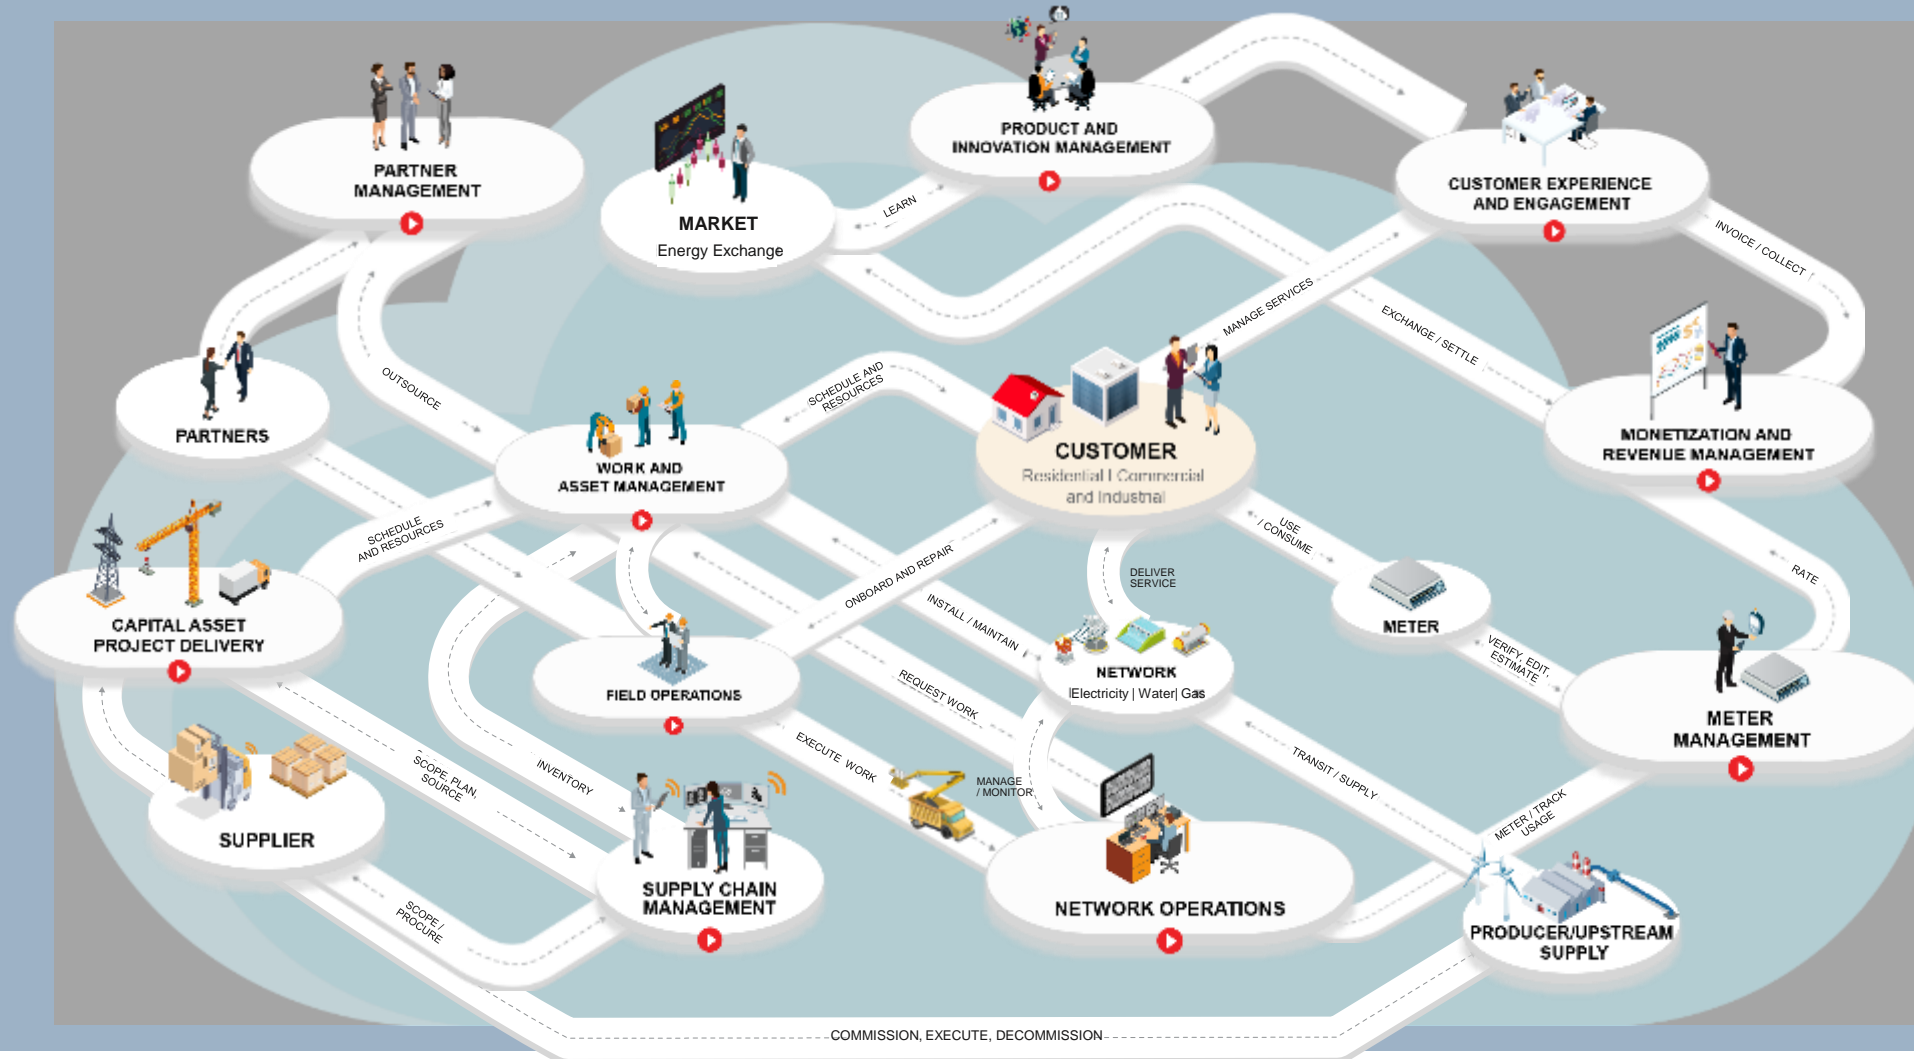 PRODUCT AND
INNOVATION MANAGEMENT
PARTNER
MANAGEMENT
CUSTOMER EXPERIENCE
AND ENGAGEMENT
MARKET
Energy Exchange
LEARN
INVOICE / COLLECT
MANAGE SERVICES
EXCHANGE / SETTLE
OUTSOURCE
SCHEDULE AND
RESOURCES
PARTNERS
MONETIZATION AND
REVENUE MANAGEMENT
CUSTOMER
Residential | Commercial
and Industrial
WORK AND
ASSET MANAGEMENT
SCHEDULE
AND RESOURCES
USE
/ CONSUME
ONBOARD AND REPAIR
DELIVER
SERVICE
RATE
INSTALL / MAINTAIN
METER
CAPITAL ASSET
PROJECT DELIVERY
VERIFY, EDIT,
ESTIMATE
NETWORK
Electricity | Water| Gas
FIELD OPERATIONS
REQUEST WORK
METER
MANAGEMENT
EXECUTE WORK
SCOPE, PLAN,
SOURCE
INVENTORY
MANAGE
/ MONITOR
TRANSIT / SUPPLY
METER / TRACK
USAGE
SUPPLIER
SUPPLY CHAIN
MANAGEMENT
NETWORK OPERATIONS
SCOPE /
PROCURE
PRODUCER/UPSTREAM
SUPPLY
COMMISSION, EXECUTE, DECOMMISSION